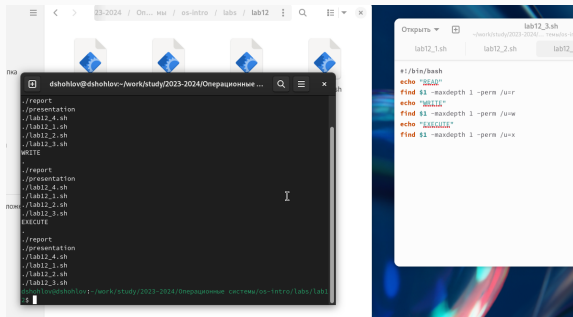 23-2024 / Оп... мы / os-intro / labs / lab12
пка
dshohlov@dshohlov:~/work/study/2023-2024/Операционные ...
./report
./presentation
./lab12_4.sh
./lab12_1.sh
./lab12_2.sh
./lab12_3.sh
WRITE
.
./report
./presentation
./lab12_4.sh
./lab12_1.sh
./lab12_2.sh
./lab12_3.sh
EXECUTE
.
./report
./presentation
./lab12_4.sh
./lab12_1.sh
./lab12_2.sh
./lab12_3.sh
dshohlov@dshohlov:~/work/study/2023-2024/Операционные системы/os-intro/labs/lab1
2$
Открыть
lab12_3.sh
lab12_1.sh
lab12_2.sh
lab12_
#!/bin/bash
echo "READ"
find $1 -maxdepth 1 -perm /u=r
echo "WRITE"
find $1 -maxdepth 1 -perm /u=w
echo "EXECUTE"
find $1 -maxdepth 1 -perm /u=x